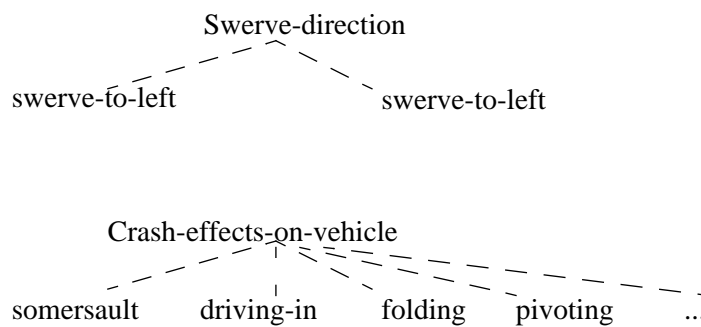 Swerve-direction
swerve-to-left swerve-to-left
Crash-effects-on-vehicle
somersault driving-in folding pivoting ...